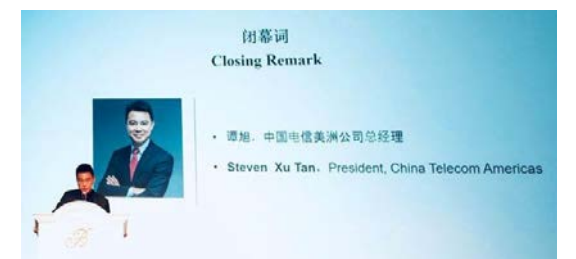 闭幕词
Closing Remark
• 谭旭，中国电信美洲公司总经理
• Steven Xu Tan，President, China Telecom Americas